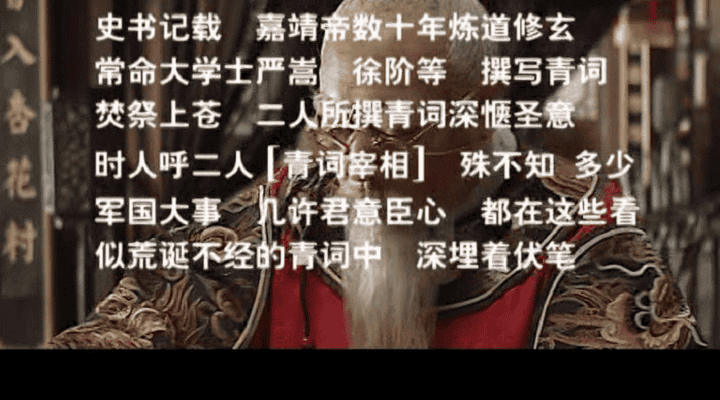 史书记载 嘉靖帝数十年炼道修玄
常命大学士严嵩 徐阶等 撰写青词
焚祭上苍 二人所撰青词深惬圣意
时人呼二人[青词宰相] 殊不知 多少
军国大事 几许君意臣心 都在这些看
似荒诞不经的青词中 深埋着伏笔
入杏花村